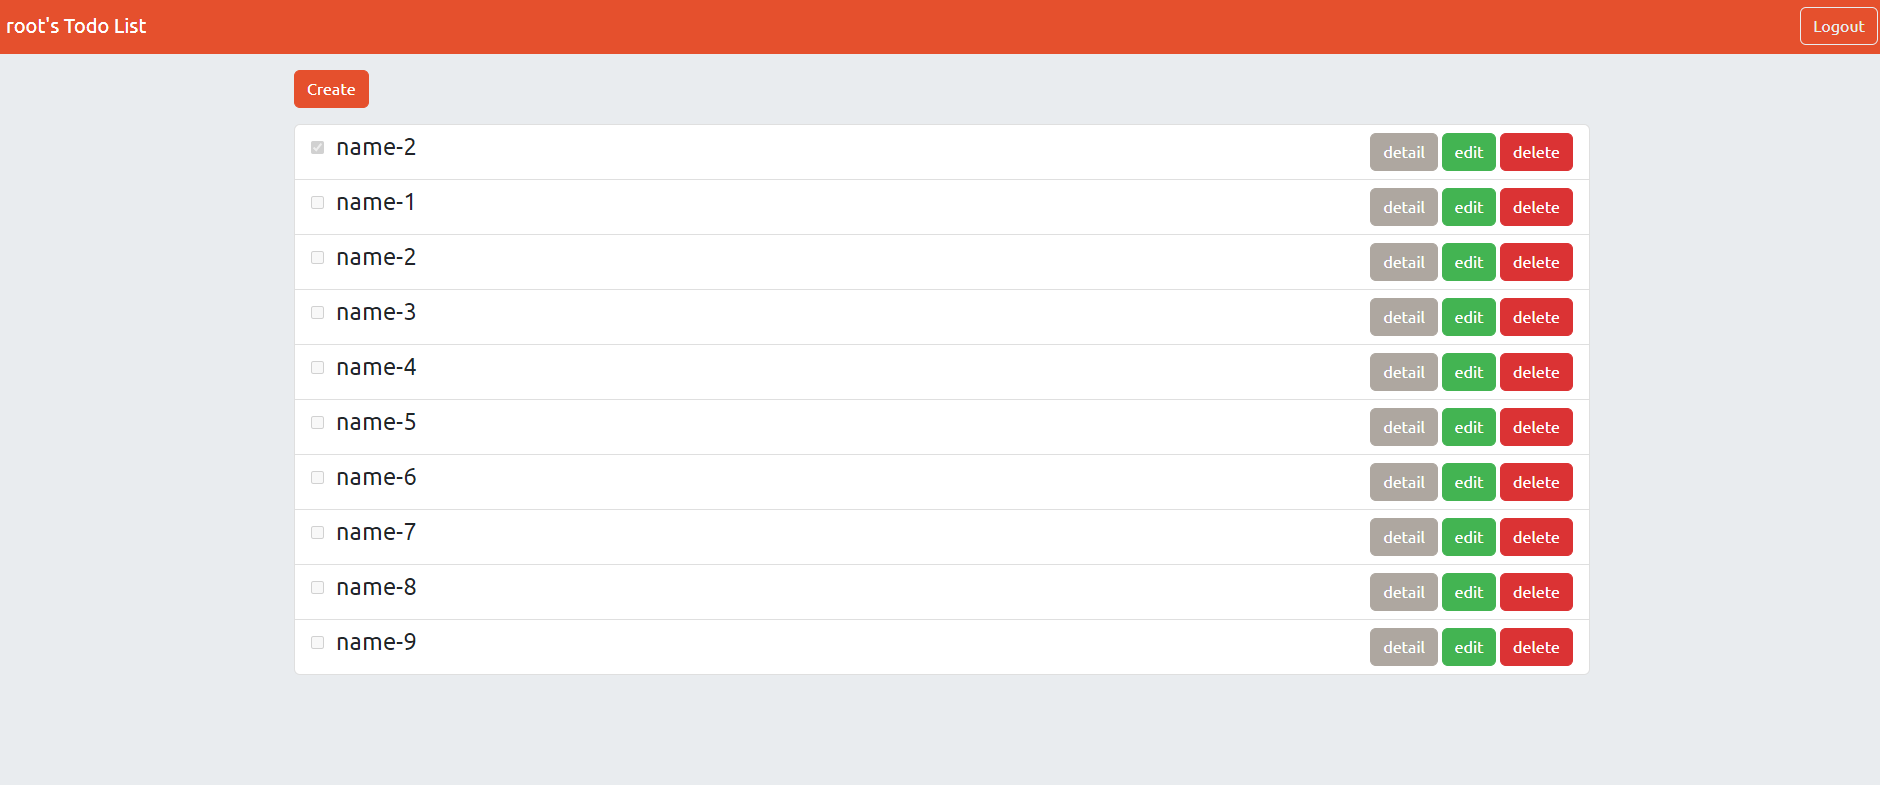 root's Todo List Logout
Create
name-2 detail edit delete
name-1 detail edit delete
name-2 detail edit delete
name-3 detail edit delete
name-4 detail edit delete
name-5 detail edit delete
name-6 detail edit delete
name-7 detail edit delete
name-8 detail edit delete
name-9 detail edit delete